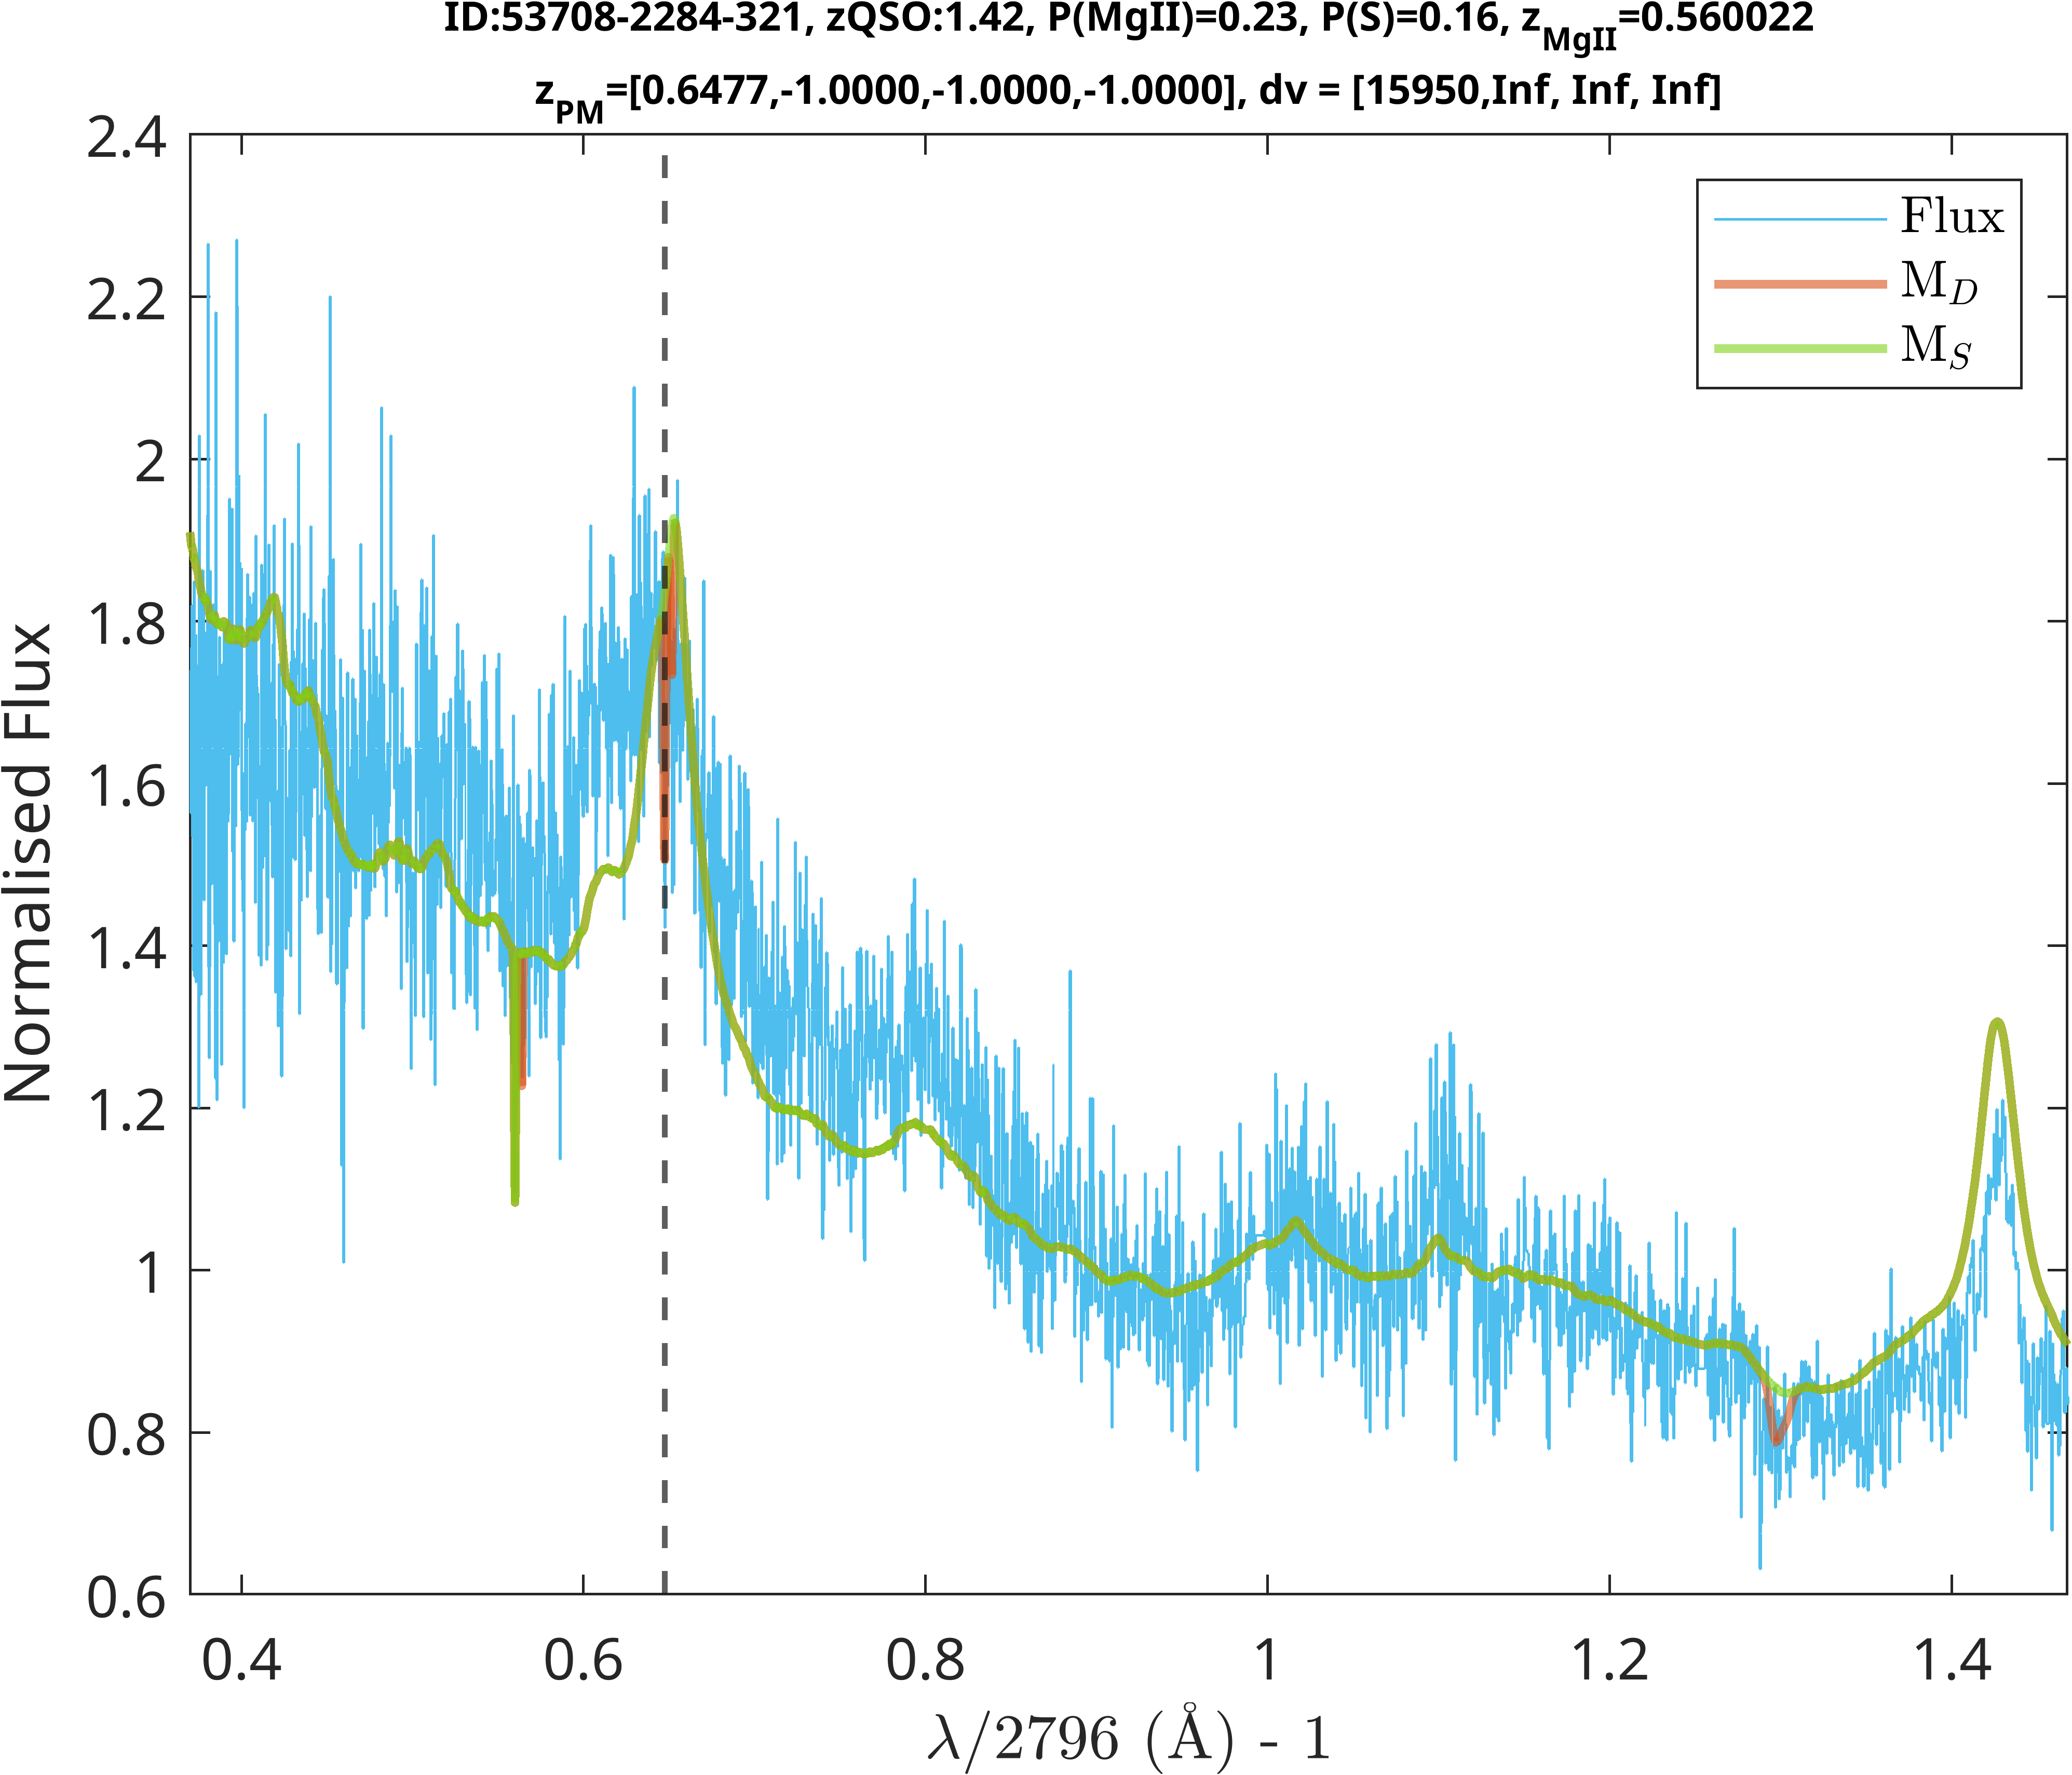 ID:53708-2284-321, zQSO:1.42, P(MgII)=0.23, P(S)=0.16, zMgII=0.560022
zPM=[0.6477,-1.0000,-1.0000,-1.0000], dv = [15950,Inf, Inf, Inf]
2.4
2.2
2
1.8
1.6
1.4
1.2
1
0.8
0.6
Normalised Flux
Flux
MD
MS
0.4 0.6 0.8 1 1.2 1.4
λ/2796 (Å) - 1